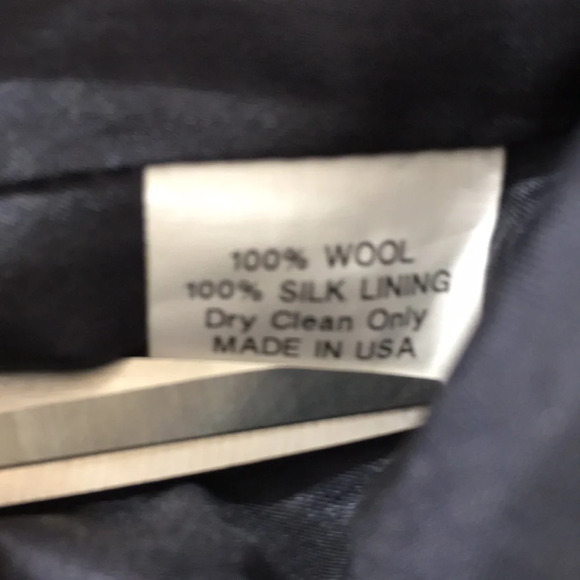 100% WOOL
100% SILK LINING
Dry Clean Only
MADE IN USA